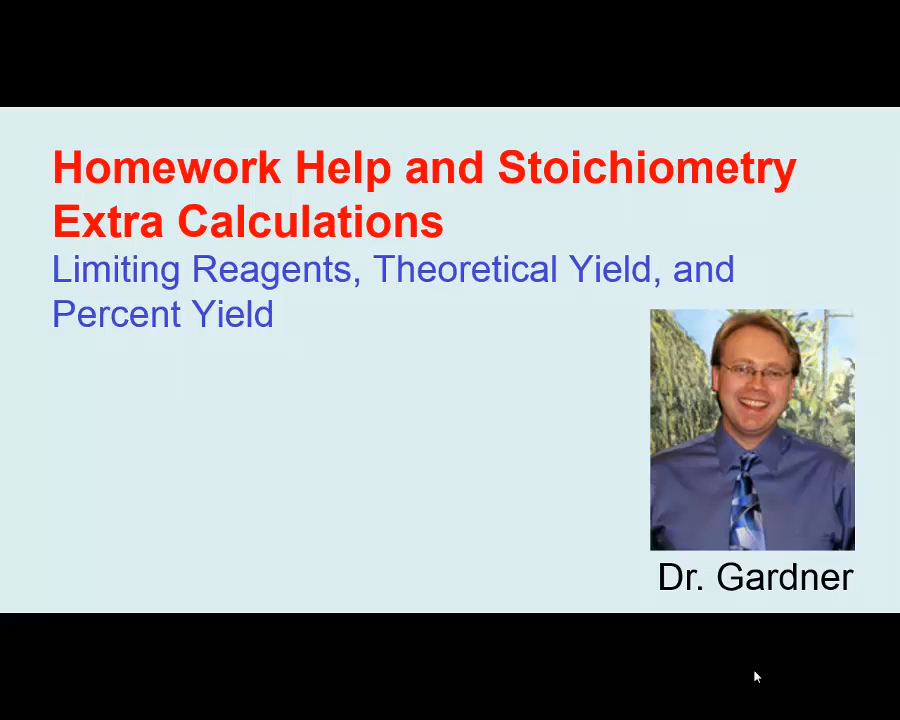 Homework Help and Stoichiometry
Extra Calculations
Limiting Reagents, Theoretical Yield, and
Percent Yield
Dr. Gardner